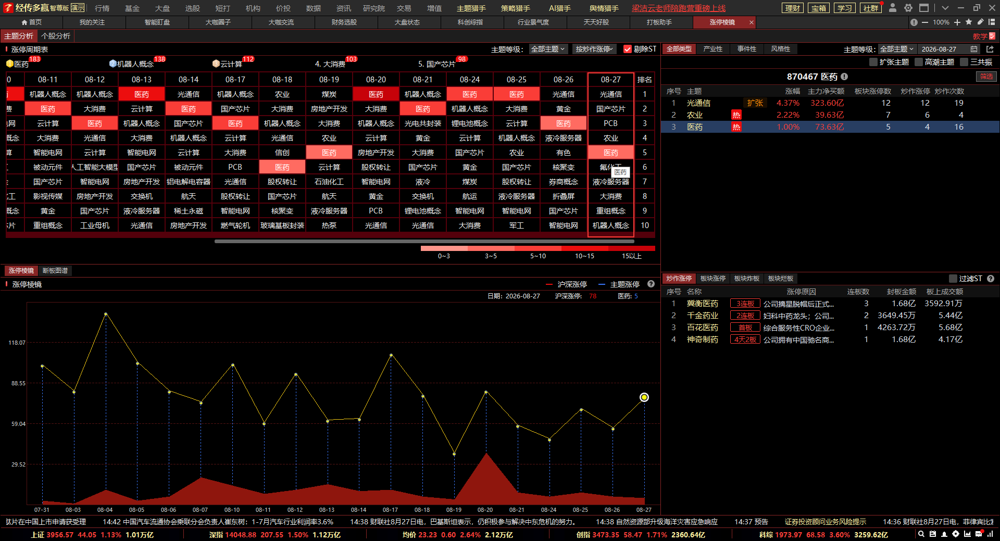 经传多赢 智尊版 演示 行情 基金 大盘 选股 短打 机构 价投 数据 资讯 研究院 交易 增值 主题猎手 策略猎手 AI猎手 舆情猎手 梁洁云老师陪跑营重磅上线 理财 宝箱 学习 社群
首页 我的关注 智能盯盘 大咖圈子 大咖交流 财务选股 大盘状态 科创综指 行业景气度 天天好股 打板助手 涨停棱镜 × 100%
主题分析 个股分析 教学
涨停周期表 主题等级: 全部主题 按炒作涨停 剔除ST
1 医药 183 2 机器人概念 138 3 云计算 112 4. 大消费 103 5. 国产芯片 98
0 08-11 08-12 08-13 08-14 08-17 08-18 08-19 08-20 08-21 08-24 08-25 08-26 08-27 排名
机器人概念 机器人概念 医药 光通信 机器人概念 农业 煤炭 医药 机器人概念 医药 医药 光通信 光通信 1
费 医药 大消费 云计算 医药 国产芯片 大消费 房地产开发 大消费 医药 机器人概念 大消费 黄金 国产芯片 2
网 云计算 医药 机器人概念 国产芯片 医药 机器人概念 大消费 机器人概念 光电共封装 锂电池概念 云计算 医药 PCB 3
概念 大消费 光通信 大消费 机器人概念 云计算 光通信 农业 云计算 黄金 云计算 机器人概念 液冷服务器 农业 4
算 智能电网 云计算 智能电网 云计算 大消费 信创 医药 房地产开发 大消费 国产芯片 农业 有色 医药 5
被动元件 人工智能大模型 国产芯片 被动元件 PCB 医药 云计算 股权转让 国产芯片 黄金 国产芯片 核聚变 氟化工 6
医药
国产芯片 智能电网 房地产开发 铝电解电容器 光通信 股权转让 石油化工 智能电网 液冷 煤炭 股权转让 券商概念 液冷服务器 7
工 影视传媒 房地产开发 交换机 航天 股权转让 国产芯片 航天 黄金 交换机 航运 液冷服务器 折叠屏 大消费 8
概念 黄金 国产芯片 液冷服务器 稀土永磁 智能电网 核聚变 液冷服务器 PCB 锂电池概念 智能电网 智能电网 国产芯片 重组概念 9
片 重组概念 工业母机 光通信 房地产开发 燃气轮机 玻璃基板封装 热泵 光通信 光通信 大消费 军工 智能电网 机器人概念 10
0~3 3~5 5~10 10~15 15以上
涨停棱镜 断板图谱
涨停棱镜 沪深涨停 主题涨停
日期: 2026-08-27 沪深涨停: 78 医药: 5
118.07
88.55
59.04
29.52
07-31 08-03 08-04 08-05 08-06 08-07 08-10 08-11 08-12 08-13 08-14 08-17 08-18 08-19 08-20 08-21 08-24 08-25 08-26 08-27
全部类型 产业性 事件性 风格性 主题等级: 全部主题 2026-08-27
扩张主题 高潮主题 三共振
870467 医药 筛选
序号 主题 涨幅 主力净买额 板块涨停数 炒作涨停 炒作次数
1 光通信 扩张 4.37% 323.60亿 12 12 19
2 农业 热 2.22% 39.63亿 7 6 4
3 医药 热 1.00% 73.63亿 5 4 16
炒作涨停 板块涨停 板块炸板 板块烂板 过滤ST
序号 名称 涨停原因 连板数 封板金额 板上成交额
1 冀衡医药 3连板 公司摘星脱帽后正式... 3 1.68亿 3592.91万
2 千金药业 2连板 妇科中药龙头；公司... 2 3649.45万 5.44亿
3 百花医药 首板 综合服务性CRO企业... 1 4263.72万 5.68亿
4 神奇制药 4天2板 公司拥有中国驰名商... 1 1.68亿 4.17亿
肽片在中国上市申请获受理 14:42 中国汽车流通协会乘联分会负责人崔东树：1-7月汽车行业利润率3.6% 14:38 财联社8月27日电，巴基斯坦表示，仍积极参与解决中东危机的努力。 14:38 自然资源部升级海洋灾害应急响应 14:37 预告 证券投资顾问业务风险提示 14:36 财联社8月27日电，菲律宾比索
上证 3956.57 44.05 1.13% 1.01万亿 深指 14048.88 207.55 1.50% 1.12万亿 均价 23.23 0.60 2.64% 2.12万亿 创指 3473.35 58.47 1.71% 2360.64亿 科综 1973.97 68.58 3.60% 3259.62亿